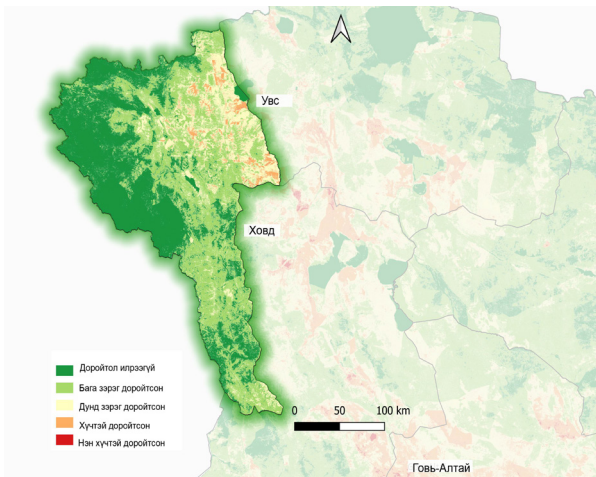 Увс
Ховд
Доройтол илрээгүй
Бага зэрэг доройтсон
Дунд зэрэг доройтсон
Хүчтэй доройтсон
Нэн хүчтэй доройтсон
0 50 100 km
Говь-Алтай